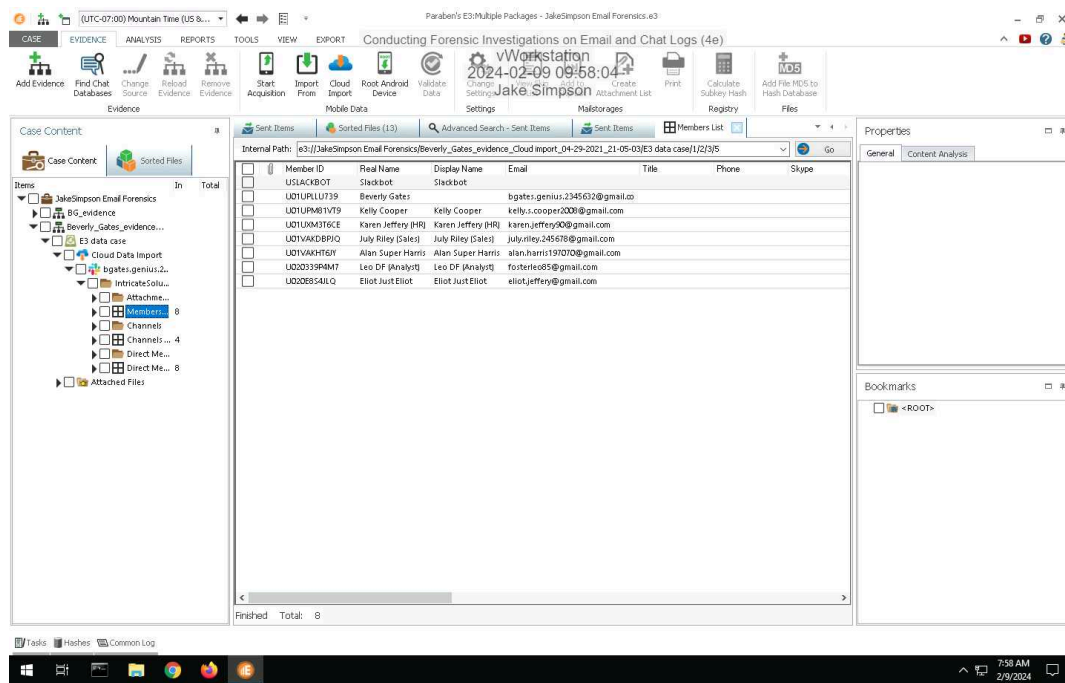 (UTC-07:00) Mountain Time (US &...
Paraben's E3:Multiple Packages - JakeSimpson Email Forensics.e3
CASE EVIDENCE ANALYSIS REPORTS TOOLS VIEW EXPORT
Conducting Forensic Investigations on Email and Chat Logs (4e)
vWorkstation
2024-02-09 09:58:04
Jake Simpson
Add Evidence
Find Chat Databases
Change Source
Reload Evidence
Remove Evidence
Start Acquisition
Import From
Cloud Import
Root Android Device
Validate Data
Change Settings
Create Attachment List
Print
Calculate Subkey Hash
Add File MD5 to Hash Database
Evidence Mobile Data Settings Mailstorages Registry Files
Case Content
Case Content Sorted Files
Items In Total
JakeSimpson Email Forensics
BG_evidence
Beverly_Gates_evidence...
E3 data case
Cloud Data Import
bgates.genius.2..
IntricateSolu...
Attachme...
Members... 8
Channels
Channels ... 4
Direct Me...
Direct Me... 8
Attached Files
Sent Items Sorted Files (13) Advanced Search - Sent Items Sent Items Members List
Internal Path: e3://JakeSimpson Email Forensics/Beverly_Gates_evidence_Cloud import_04-29-2021_21-05-03/E3 data case/1/2/3/5 Go
Member ID Real Name Display Name Email Title Phone Skype
USLACKBOT Slackbot Slackbot
U01UPLLU739 Beverly Gates bgates.genius.2345632@gmail.co
U01UPM81VT9 Kelly Cooper Kelly Cooper kelly.s.cooper2008@gmail.com
U01UXM3T6CE Karen Jeffery (HR) Karen Jeffery (HR) karen.jeffery90@gmail.com
U01VAKDBPJQ July Riley (Sales) July Riley (Sales) july.riley.245678@gmail.com
U01VAKHT6JY Alan Super Harris Alan Super Harris alan.harris197070@gmail.com
U020339P4M7 Leo DF (Analyst) Leo DF (Analyst) fosterleo85@gmail.com
U020E8S4JLQ Eliot Just Eliot Eliot Just Eliot eliot.jeffery@gmail.com
Finished Total: 8
Properties
General Content Analysis
Bookmarks
<ROOT>
Tasks Hashes Common Log
7:58 AM
2/9/2024